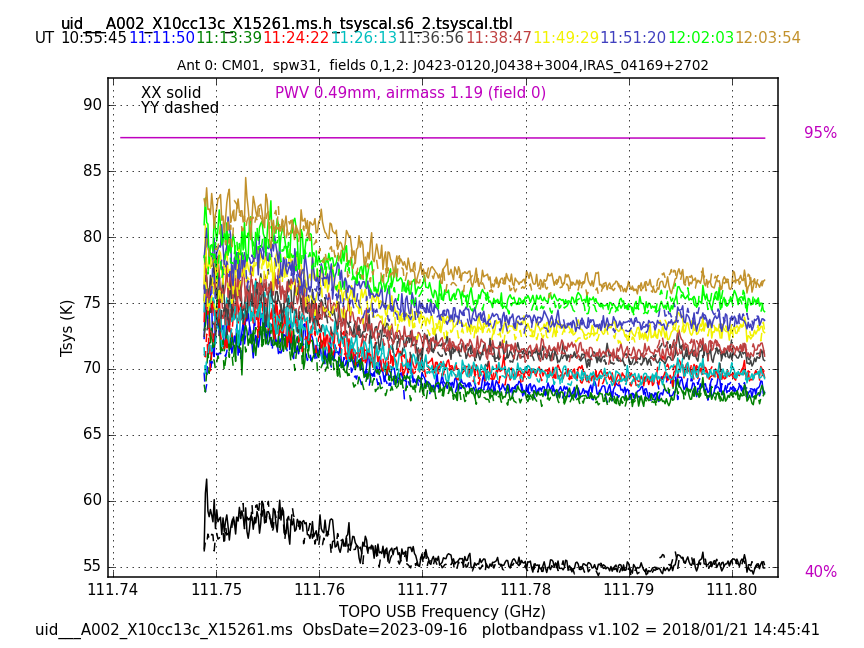 uid___A002_X10cc13c_X15261.ms.h_tsyscal.s6_2.tsyscal.tbl
UT 10:55:45 11:11:50 11:13:39 11:24:22 11:26:13 11:36:56 11:38:47 11:49:29 11:51:20 12:02:03 12:03:54
Ant 0: CM01,  spw31,  fields 0,1,2: J0423-0120,J0438+3004,IRAS_04169+2702
XX solid
PWV 0.49mm, airmass 1.19 (field 0)
YY dashed
90
95%
85
80
75
Tsys (K)
70
65
60
55
40%
111.74 111.75 111.76 111.77 111.78 111.79 111.80
TOPO USB Frequency (GHz)
uid___A002_X10cc13c_X15261.ms  ObsDate=2023-09-16   plotbandpass v1.102 = 2018/01/21 14:45:41